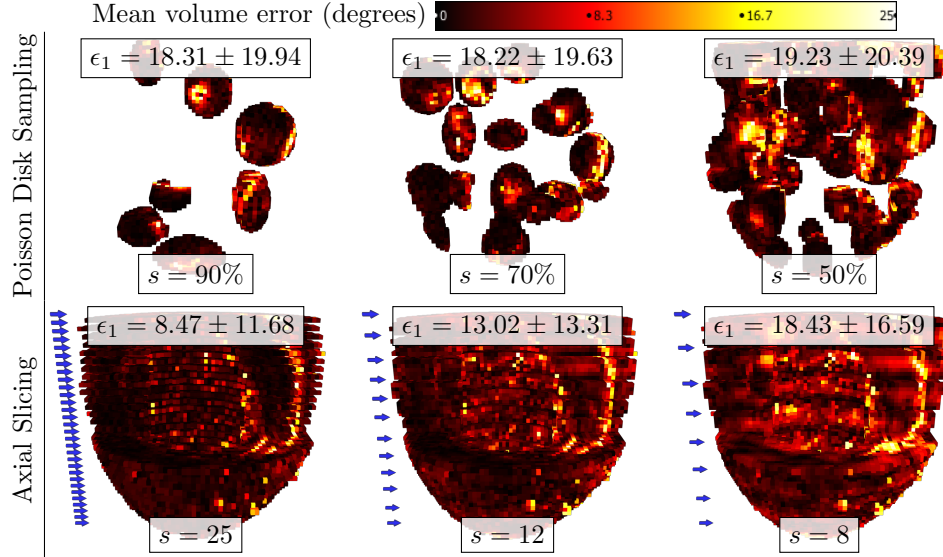 Mean volume error (degrees)
0 8.3 16.7 25
Poisson Disk Sampling
ϵ₁ = 18.31 ± 19.94
ϵ₁ = 18.22 ± 19.63
ϵ₁ = 19.23 ± 20.39
s = 90%
s = 70%
s = 50%
Axial Slicing
ϵ₁ = 8.47 ± 11.68
ϵ₁ = 13.02 ± 13.31
ϵ₁ = 18.43 ± 16.59
s = 25
s = 12
s = 8